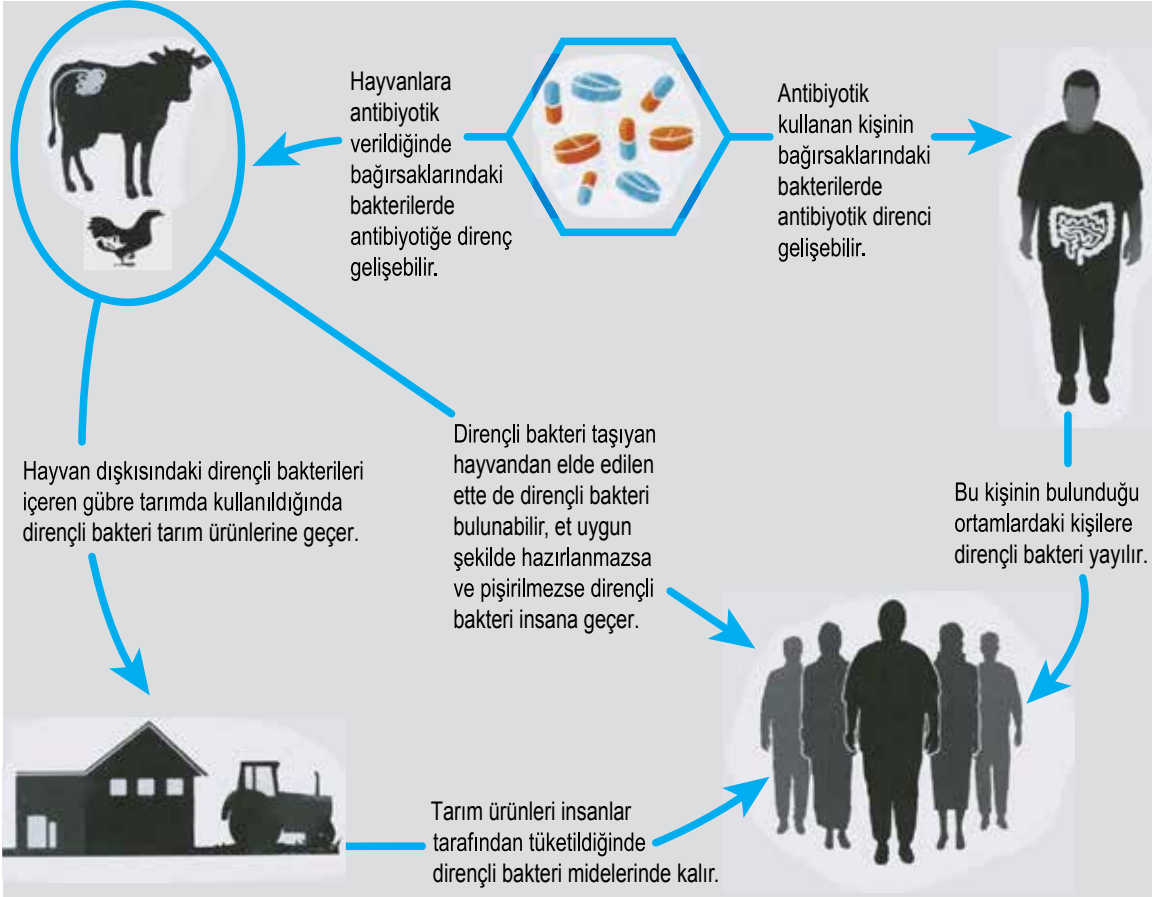 Hayvanlara
antibiyotik
verildiğinde
bağırsaklarındaki
bakterilerde
antibiyotiğe direnç
gelişebilir.
Antibiyotik
kullanan kişinin
bağırsaklarındaki
bakterilerde
antibiyotik direnci
gelişebilir.
Hayvan dışkısındaki dirençli bakterileri
içeren gübre tarımda kullanıldığında
dirençli bakteri tarım ürünlerine geçer.
Dirençli bakteri taşıyan
hayvandan elde edilen
ette de dirençli bakteri
bulunabilir, et uygun
şekilde hazırlanmazsa
ve pişirilmezse dirençli
bakteri insana geçer.
Bu kişinin bulunduğu
ortamlardaki kişilere
dirençli bakteri yayılır.
Tarım ürünleri insanlar
tarafından tüketildiğinde
dirençli bakteri midelerinde kalır.